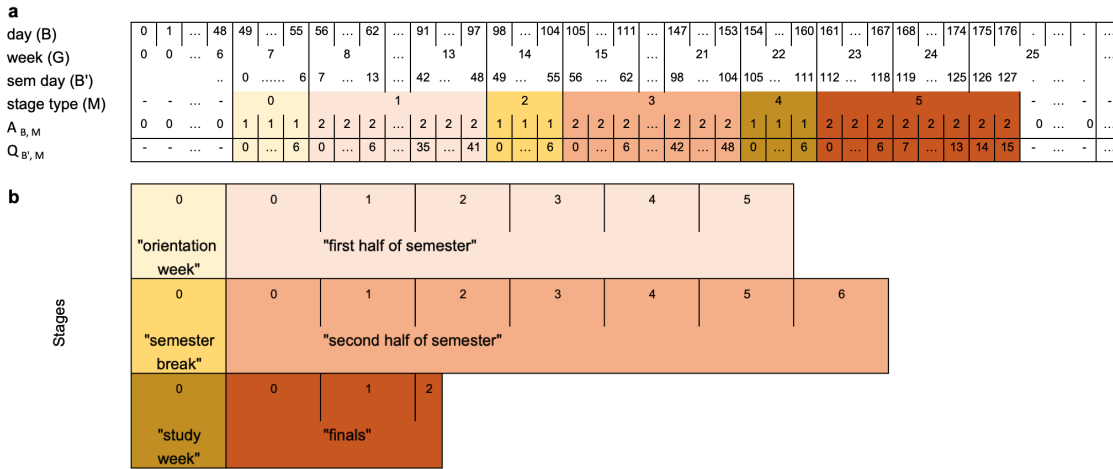 a
day (B) 0 1 ... 48 49 ... 55 56 ... 62 ... 91 ... 97 98 ... 104 105 ... 111 ... 147 ... 153 154 ... 160 161 ... 167 168 ... 174 175 176 . ... . ...
week (G) 0 0 ... 6 7 8 ... 13 14 15 ... 21 22 23 24 25 ...
sem day (B') .. 0 ...... 6 7 ... 13 ... 42 ... 48 49 ... 55 56 ... 62 ... 98 ... 104 105 ... 111 112 ... 118 119 ... 125 126 127 . ... . ...
stage type (M) - - ... - 0 1 2 3 4 5 - ... - ...
A B, M 0 0 ... 0 1 1 1 2 2 2 ... 2 2 2 1 1 1 2 2 2 ... 2 2 2 1 1 1 2 2 2 2 2 2 2 2 0 ... 0 ...
Q B', M - - ... - 0 ... 6 0 ... 6 ... 35 ... 41 0 ... 6 0 ... 6 ... 42 ... 48 0 ... 6 0 ... 6 7 ... 13 14 15 - ... - ...
b
0 0 1 2 3 4 5
"orientation week" "first half of semester"
Stages
0 0 1 2 3 4 5 6
"semester break" "second half of semester"
0 0 1 2
"study week" "finals"